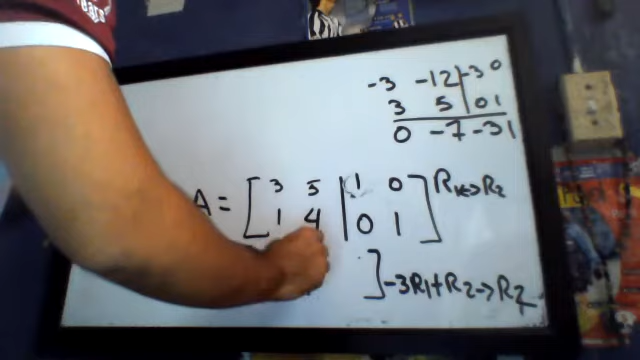 -3 -12 | -3 0
3 5 | 0 1
0 -7 -3 1
A = [ 3 5 | 1 0 ] R1↔R2
1 4 | 0 1
] -3R1+R2→R2